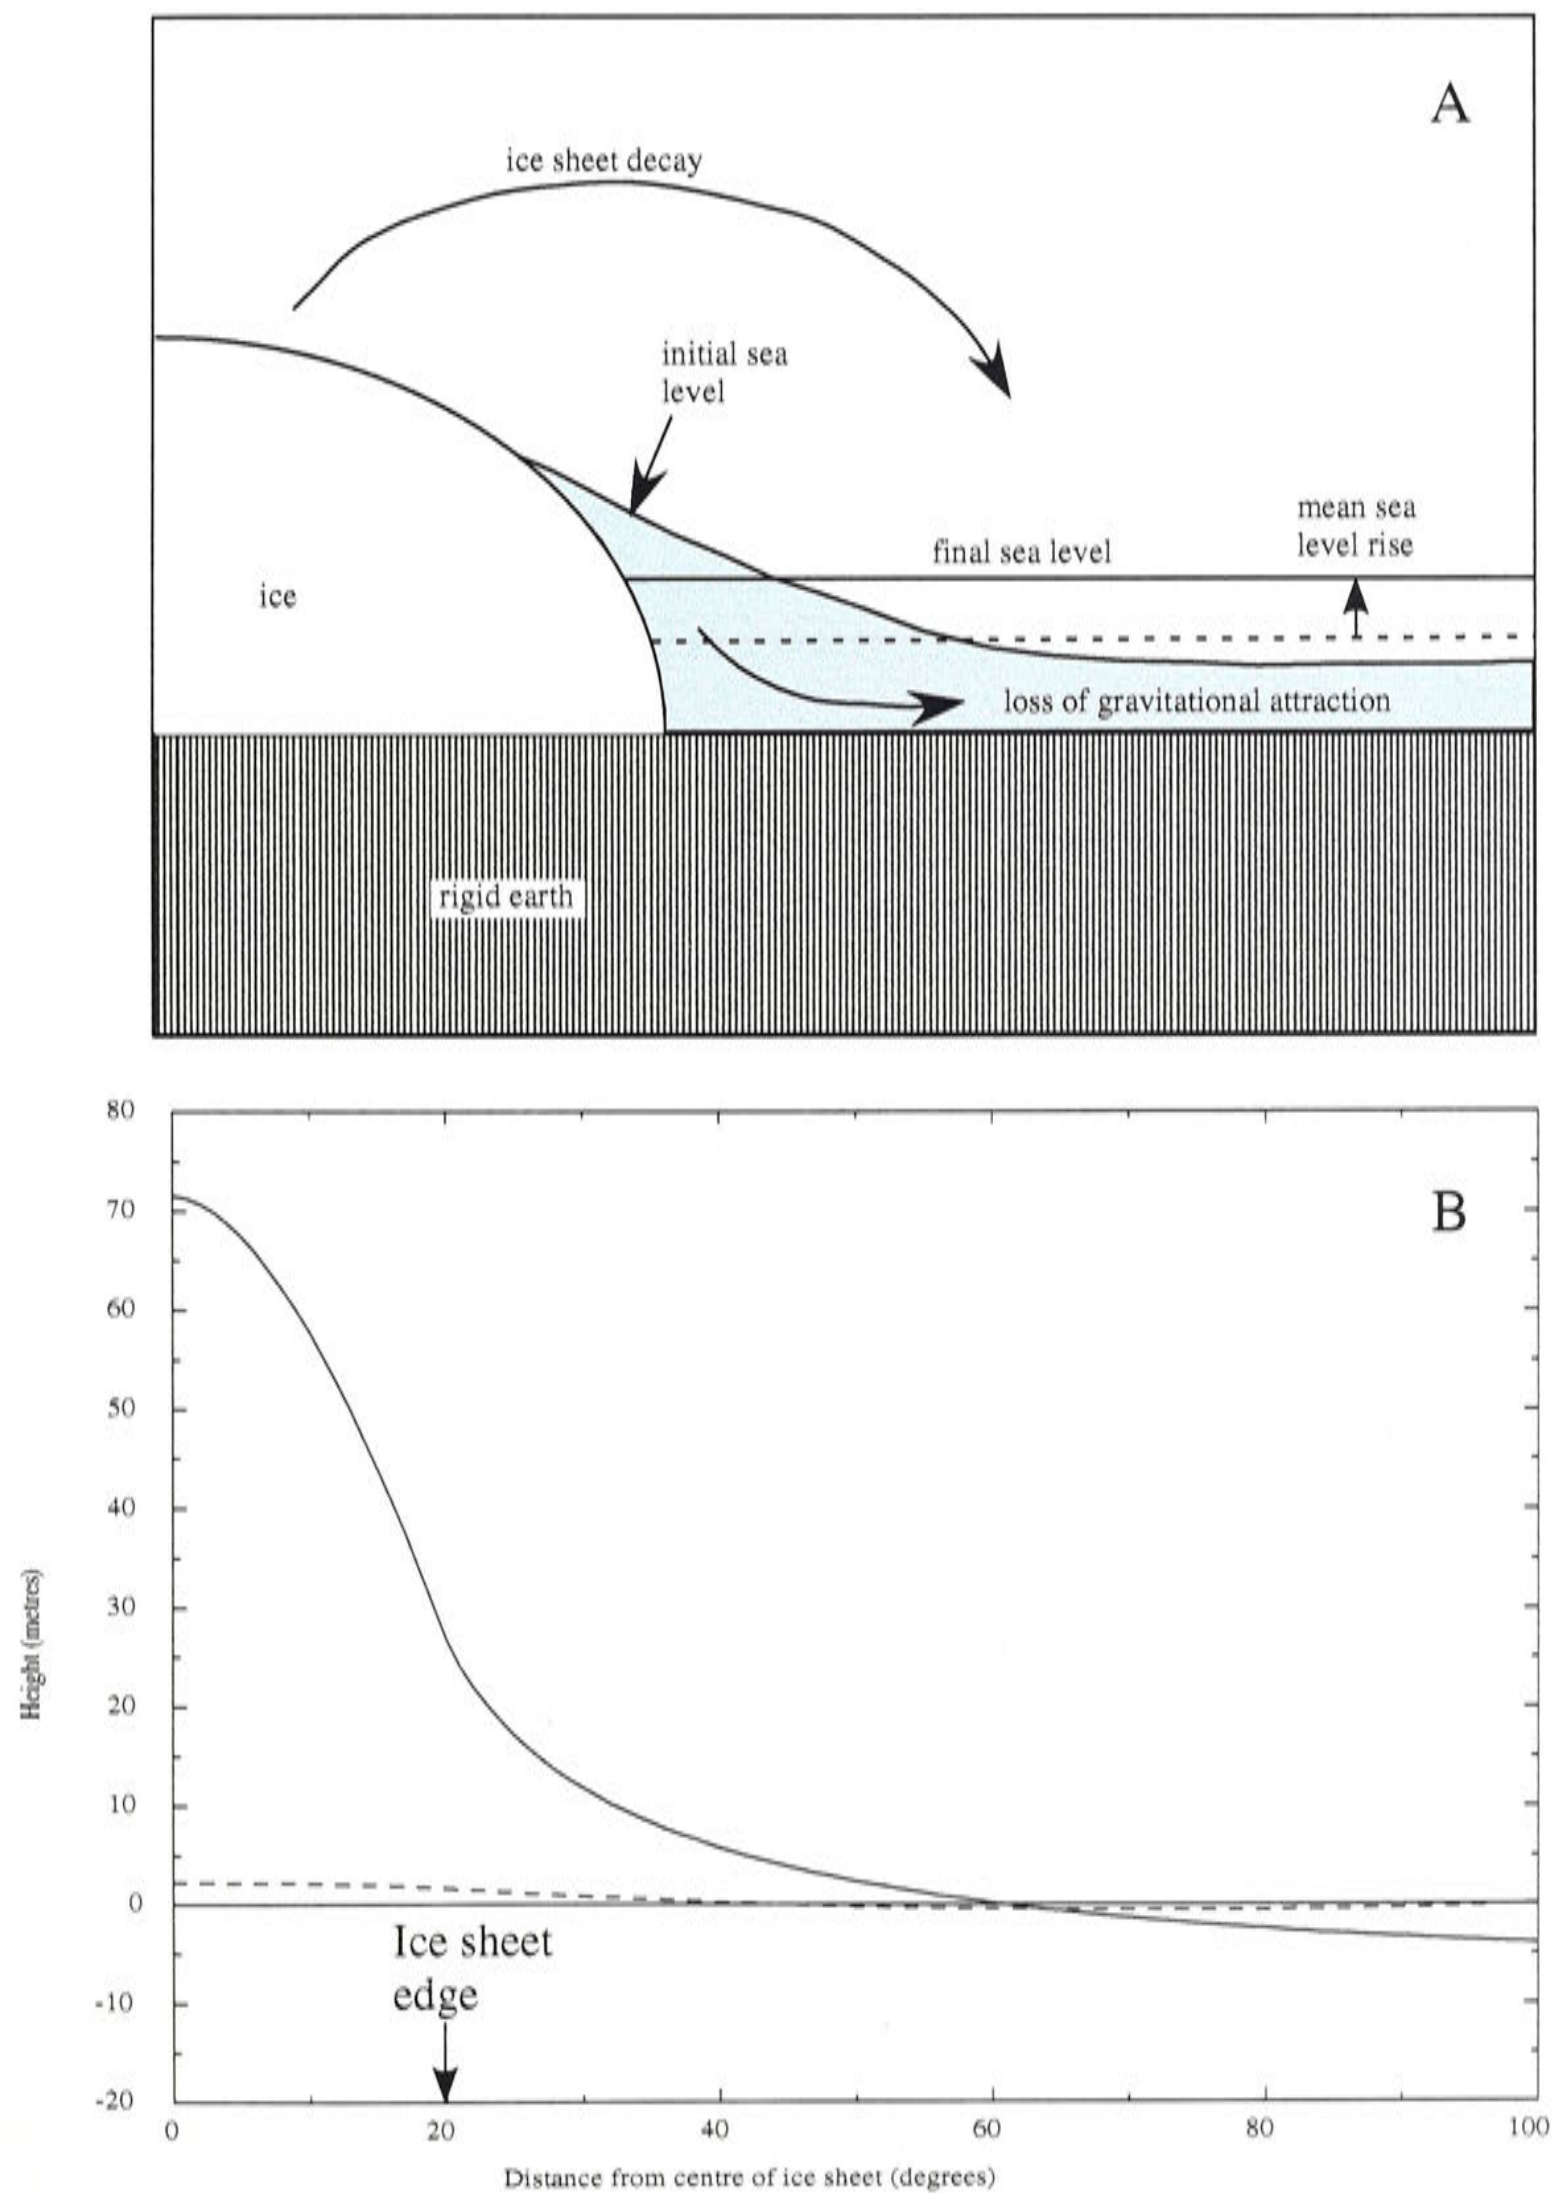 A
ice sheet decay
initial sea
level
mean sea
level rise
final sea level
ice
loss of gravitational attraction
rigid earth
B
80
70
60
50
40
30
20
10
0
-10
-20
Height (metres)
Ice sheet
edge
0 20 40 60 80 100
Distance from centre of ice sheet (degrees)